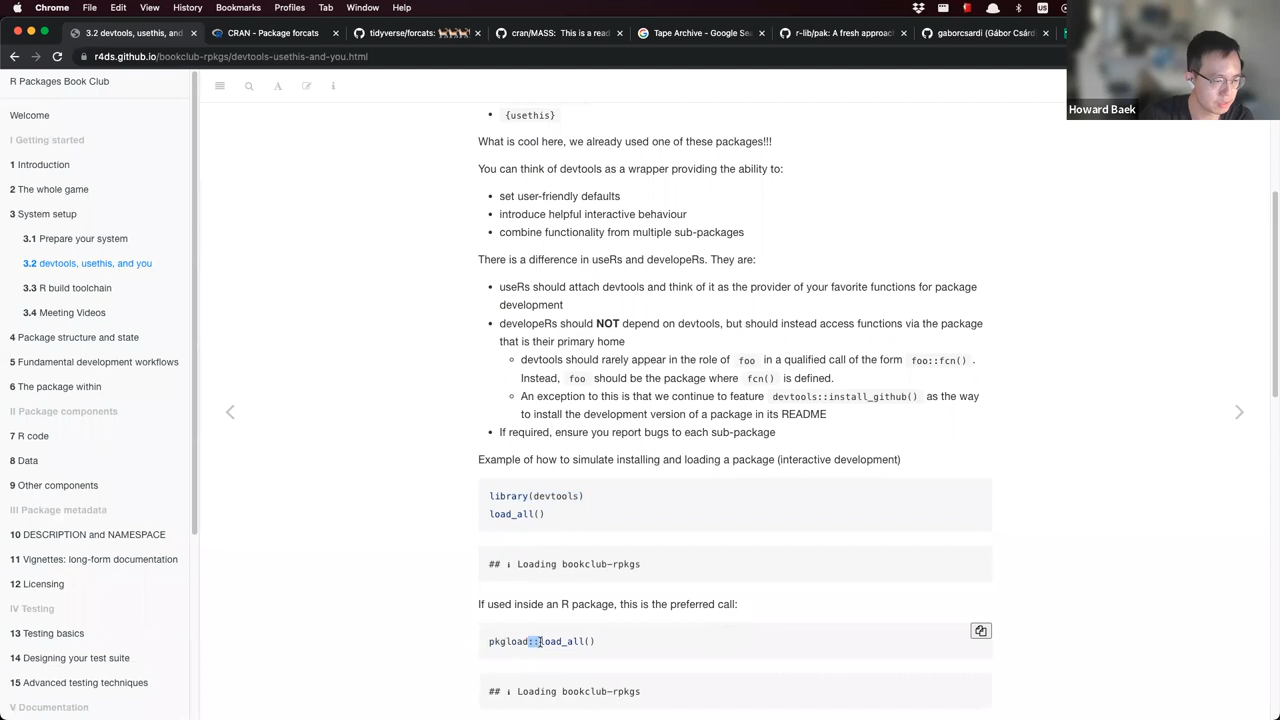 Chrome File Edit View History Bookmarks Profiles Tab Window Help
3.2 devtools, usethis, and you
CRAN - Package forcats
tidyverse/forcats:
cran/MASS: This is a read
Tape Archive - Google Sea
r-lib/pak: A fresh approach
gaborcsardi (Gábor Csárdi
r4ds.github.io/bookclub-rpkgs/devtools-usethis-and-you.html
Howard Baek
R Packages Book Club
Welcome
I Getting started
1 Introduction
2 The whole game
3 System setup
3.1 Prepare your system
3.2 devtools, usethis, and you
3.3 R build toolchain
3.4 Meeting Videos
4 Package structure and state
5 Fundamental development workflows
6 The package within
II Package components
7 R code
8 Data
9 Other components
III Package metadata
10 DESCRIPTION and NAMESPACE
11 Vignettes: long-form documentation
12 Licensing
IV Testing
13 Testing basics
14 Designing your test suite
15 Advanced testing techniques
V Documentation
• {usethis}
What is cool here, we already used one of these packages!!!
You can think of devtools as a wrapper providing the ability to:
• set user-friendly defaults
• introduce helpful interactive behaviour
• combine functionality from multiple sub-packages
There is a difference in useRs and developeRs. They are:
• useRs should attach devtools and think of it as the provider of your favorite functions for package
development
• developeRs should NOT depend on devtools, but should instead access functions via the package
that is their primary home
◦ devtools should rarely appear in the role of foo in a qualified call of the form foo::fcn() .
Instead, foo should be the package where fcn() is defined.
◦ An exception to this is that we continue to feature devtools::install_github() as the way
to install the development version of a package in its README
• If required, ensure you report bugs to each sub-package
Example of how to simulate installing and loading a package (interactive development)
library(devtools)
load_all()
## ℹ Loading bookclub-rpkgs
If used inside an R package, this is the preferred call:
pkgload::load_all()
## ℹ Loading bookclub-rpkgs